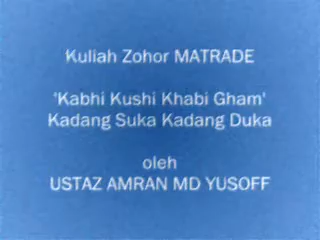 Kuliah Zohor MATRADE
'Kabhi Kushi Khabi Gham'
Kadang Suka Kadang Duka
oleh
USTAZ AMRAN MD YUSOFF